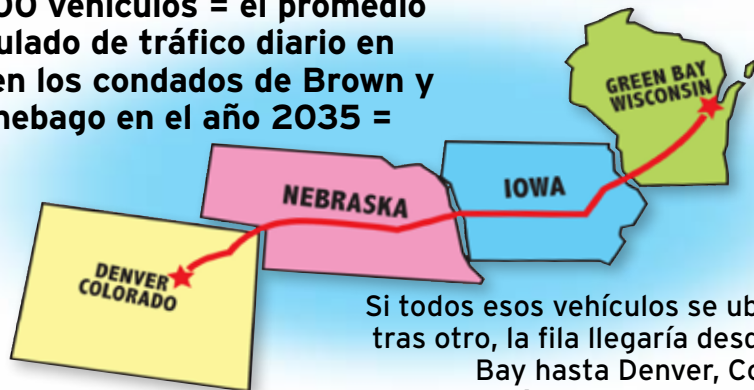 00 vehículos = el promedio
ulado de tráfico diario en
en los condados de Brown y
nebago en el año 2035 =
GREEN BAY
WISCONSIN
IOWA
NEBRASKA
DENVER
COLORADO
Si todos esos vehículos se ub
tras otro, la fila llegaría desd
Bay hasta Denver, Co